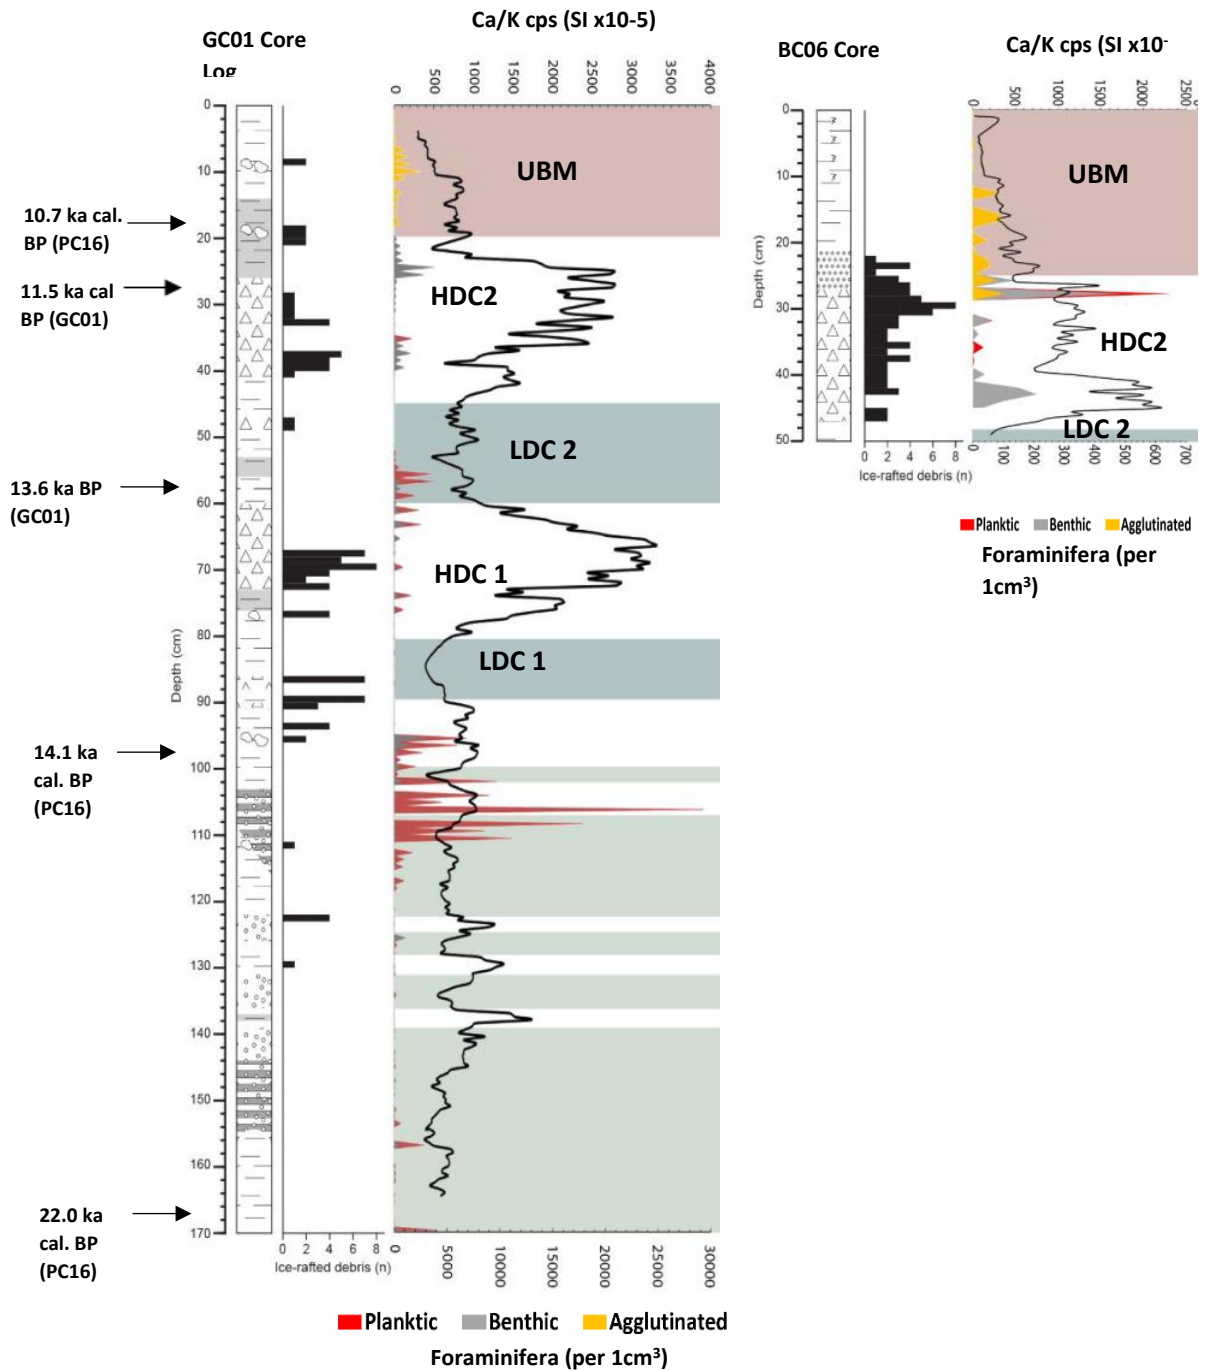 Ca/K cps (SI x10-5)
GC01 Core
Log
0
500
1000
1500
2000
2500
3000
3500
4000
0
10
20
30
40
50
60
70
80
90
100
110
120
130
140
150
160
170
Depth (cm)
10.7 ka cal.
BP (PC16)
11.5 ka cal
BP (GC01)
13.6 ka BP
(GC01)
14.1 ka
cal. BP
(PC16)
22.0 ka
cal. BP
(PC16)
UBM
HDC2
LDC 2
HDC 1
LDC 1
0 2 4 6 8
Ice-rafted debris (n)
0
5000
10000
15000
20000
25000
30000
Planktic Benthic Agglutinated
Foraminifera (per 1cm³)
BC06 Core
Ca/K cps (SI x10-
0
500
1000
1500
2000
2500
0
10
20
30
40
50
Depth (cm)
UBM
HDC2
LDC 2
0 2 4 6 8 10
Ice-rafted debris (n)
0
100
200
300
400
500
600
700
Planktic Benthic Agglutinated
Foraminifera (per
1cm³)